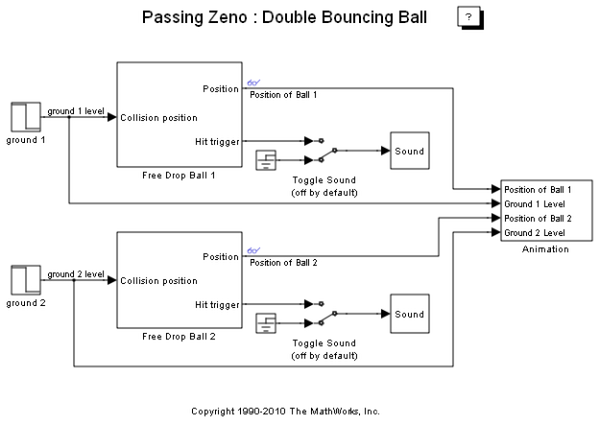 Passing Zeno : Double Bouncing Ball
?
ground 1 level
ground 1
Collision position
Position
Hit trigger
Free Drop Ball 1
Position of Ball 1
Toggle Sound
(off by default)
Sound
ground 2 level
ground 2
Collision position
Position
Hit trigger
Free Drop Ball 2
Position of Ball 2
Toggle Sound
(off by default)
Sound
Position of Ball 1
Ground 1 Level
Position of Ball 2
Ground 2 Level
Animation
Copyright 1990-2010 The MathWorks, Inc.